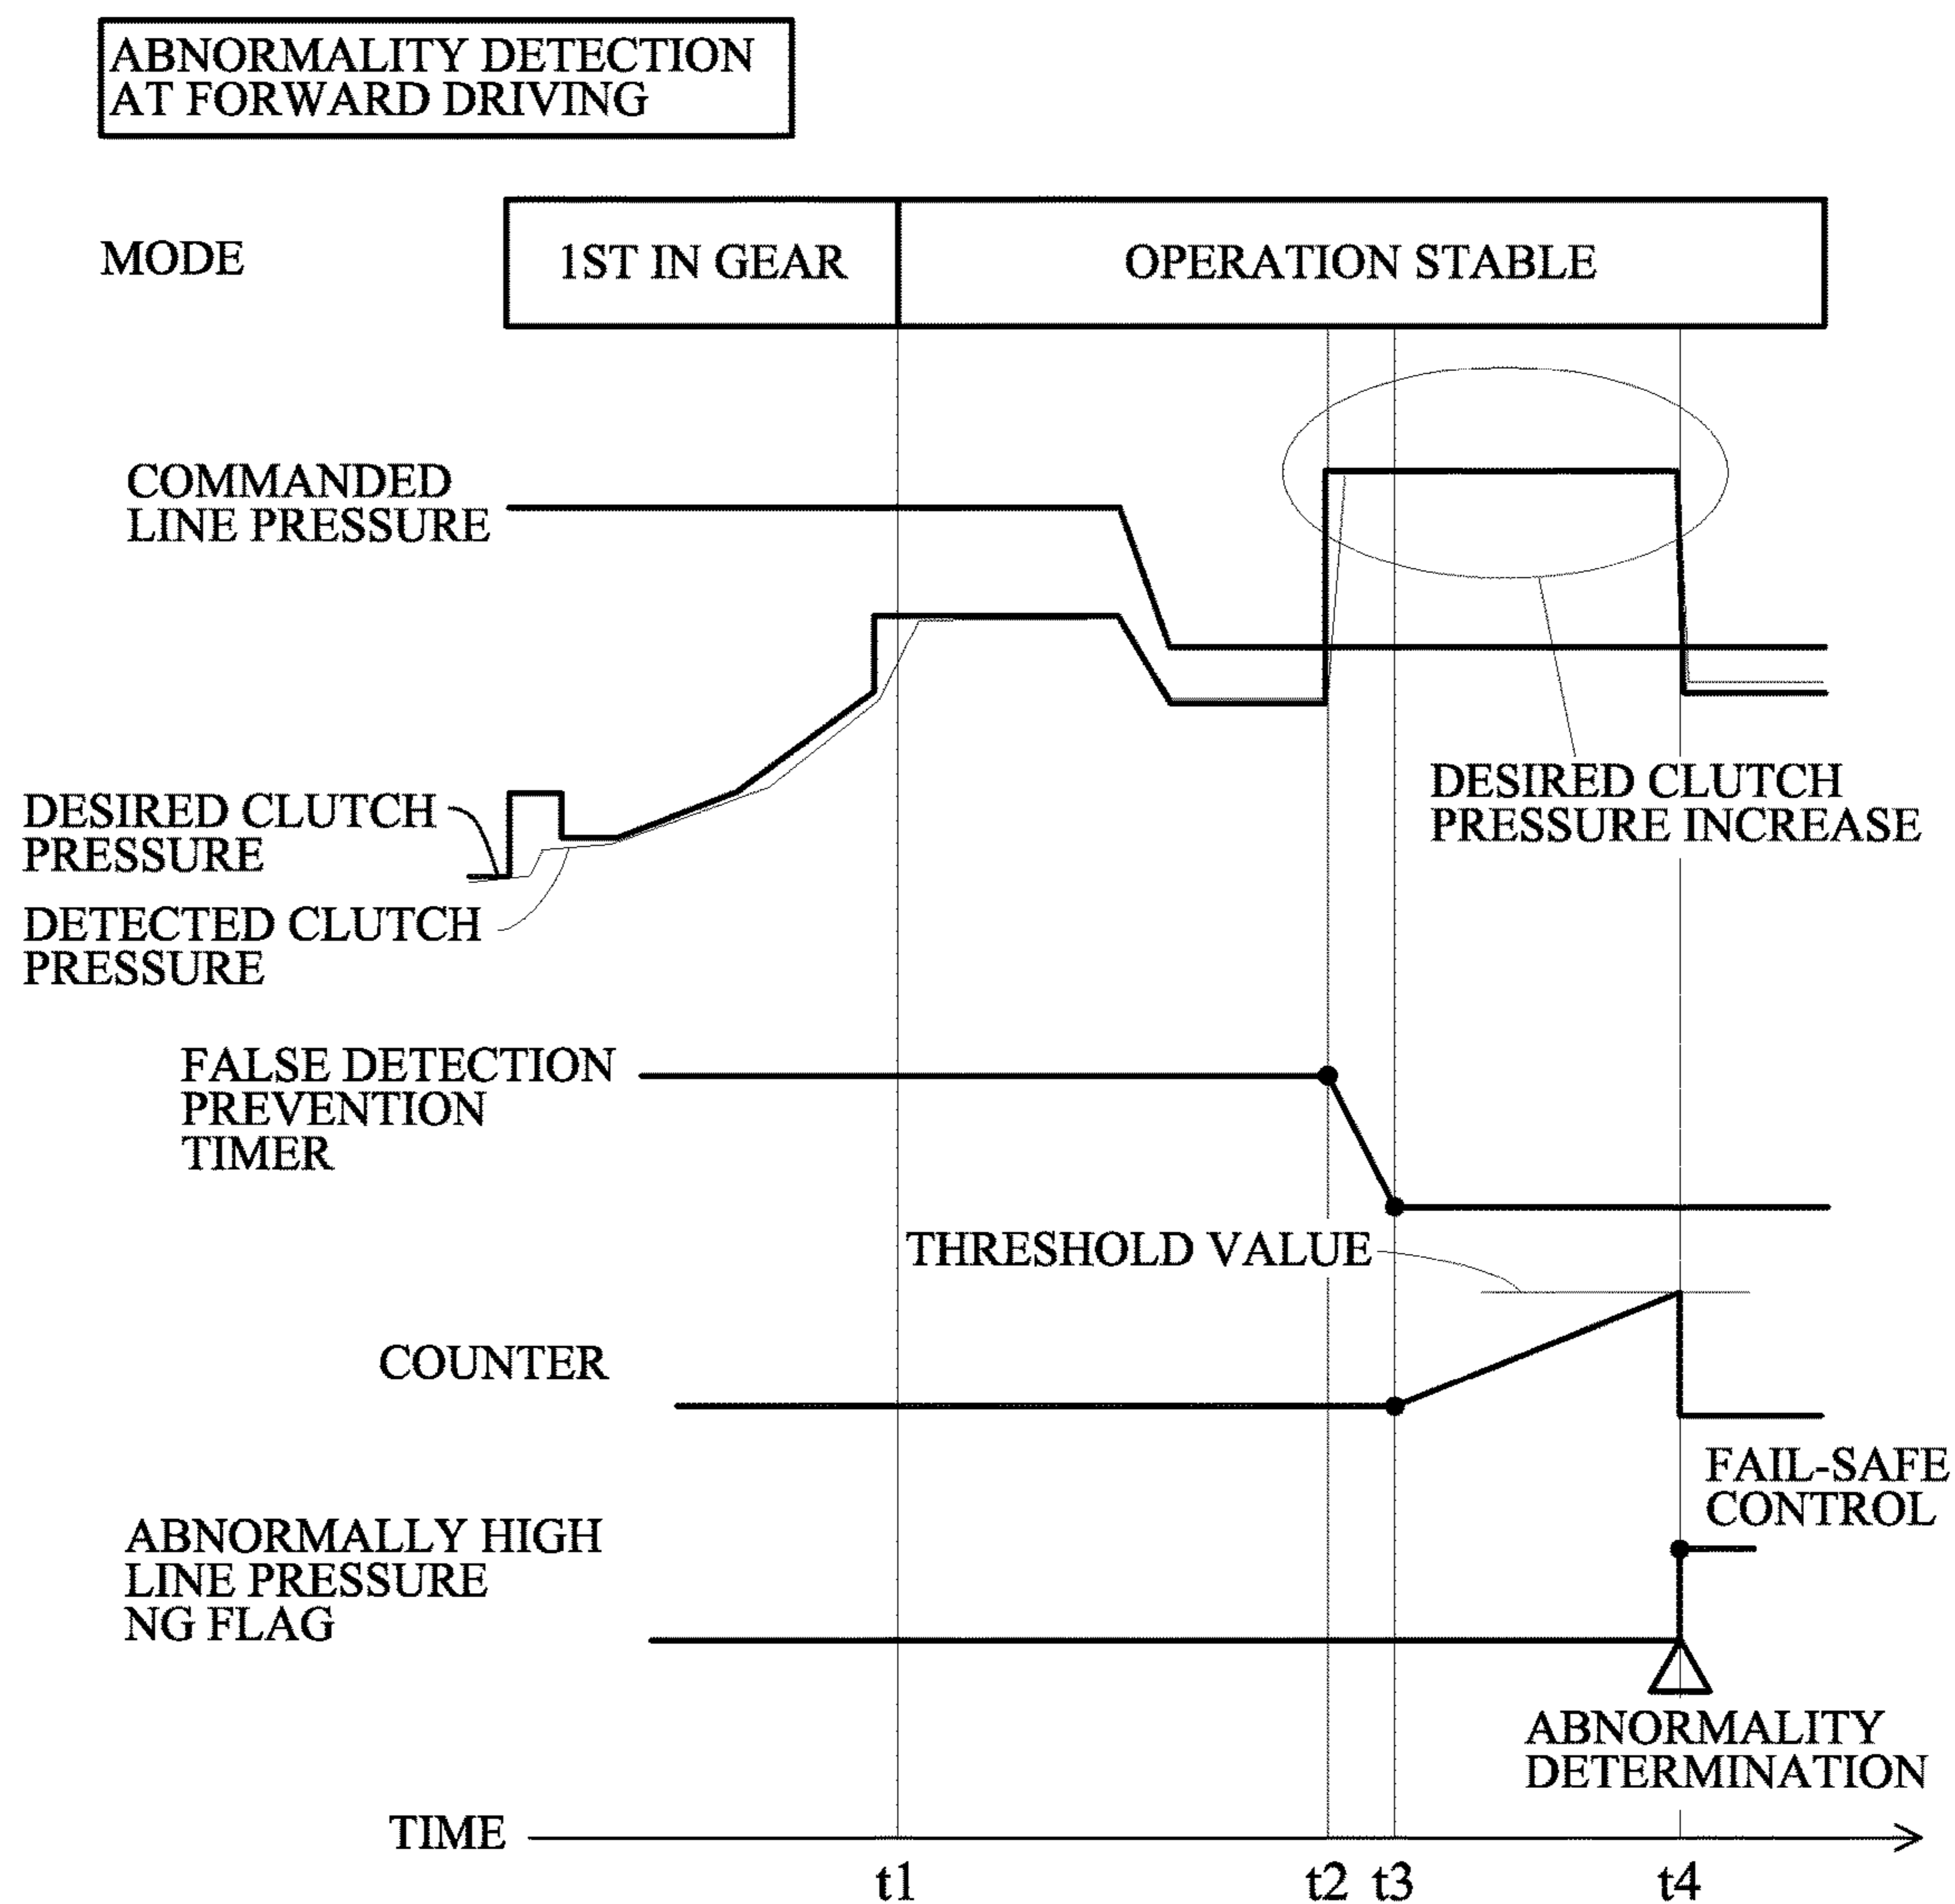 ABNORMALITY DETECTION
AT FORWARD DRIVING
MODE
1ST IN GEAR
OPERATION STABLE
COMMANDED
LINE PRESSURE
DESIRED CLUTCH
PRESSURE INCREASE
DESIRED CLUTCH
PRESSURE
DETECTED CLUTCH
PRESSURE
FALSE DETECTION
PREVENTION
TIMER
THRESHOLD VALUE
COUNTER
FAIL-SAFE
CONTROL
ABNORMALLY HIGH
LINE PRESSURE
NG FLAG
ABNORMALITY
DETERMINATION
TIME
t1
t2
t3
t4